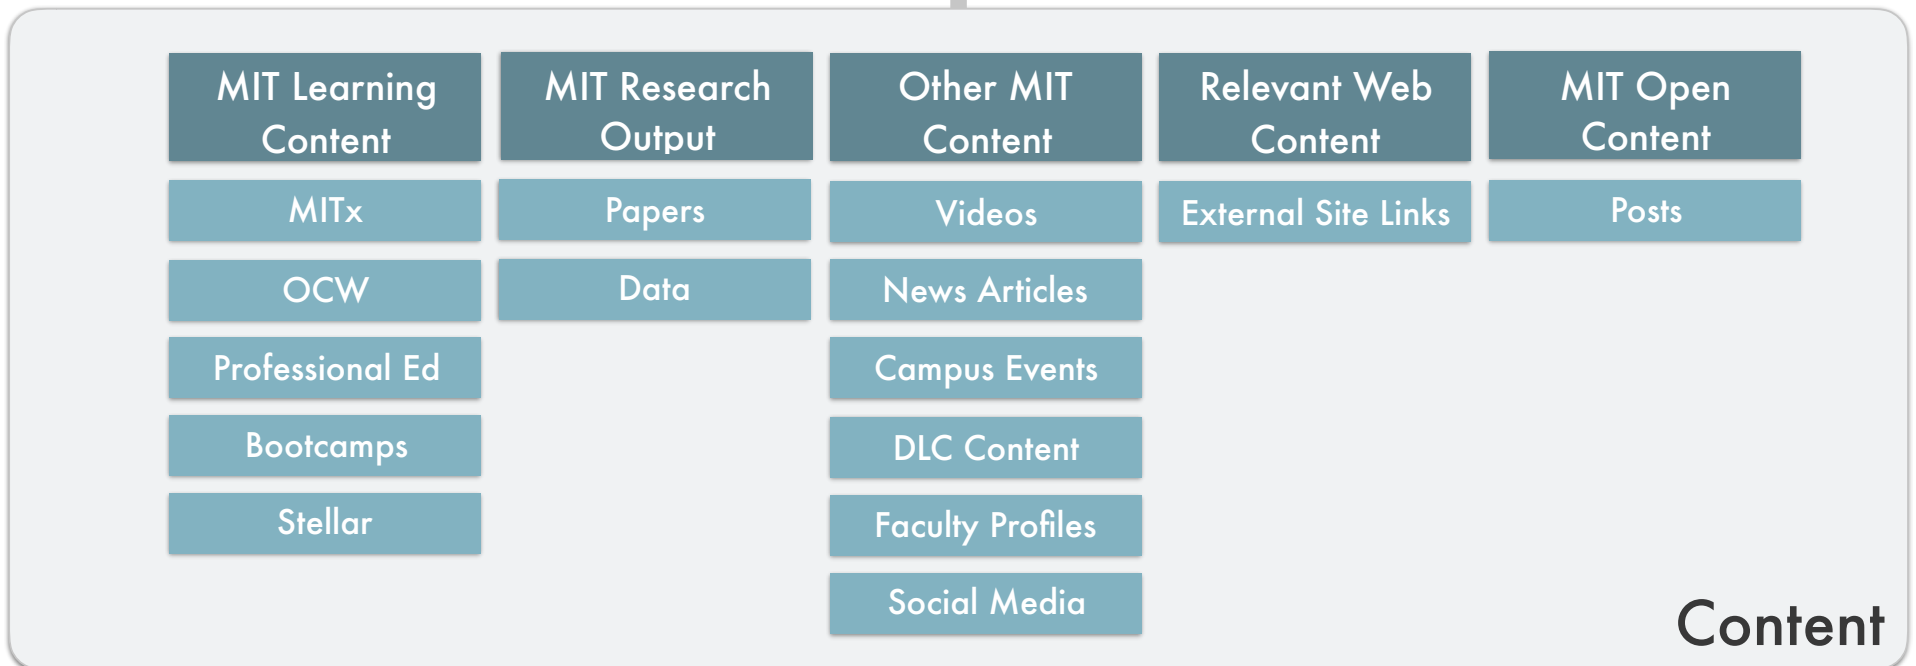 MIT Learning
Content
MITx
OCW
Professional Ed
Bootcamps
Stellar
MIT Research
Output
Papers
Data
Other MIT
Content
Videos
News Articles
Campus Events
DLC Content
Faculty Profiles
Social Media
Relevant Web
Content
External Site Links
MIT Open
Content
Posts
Content